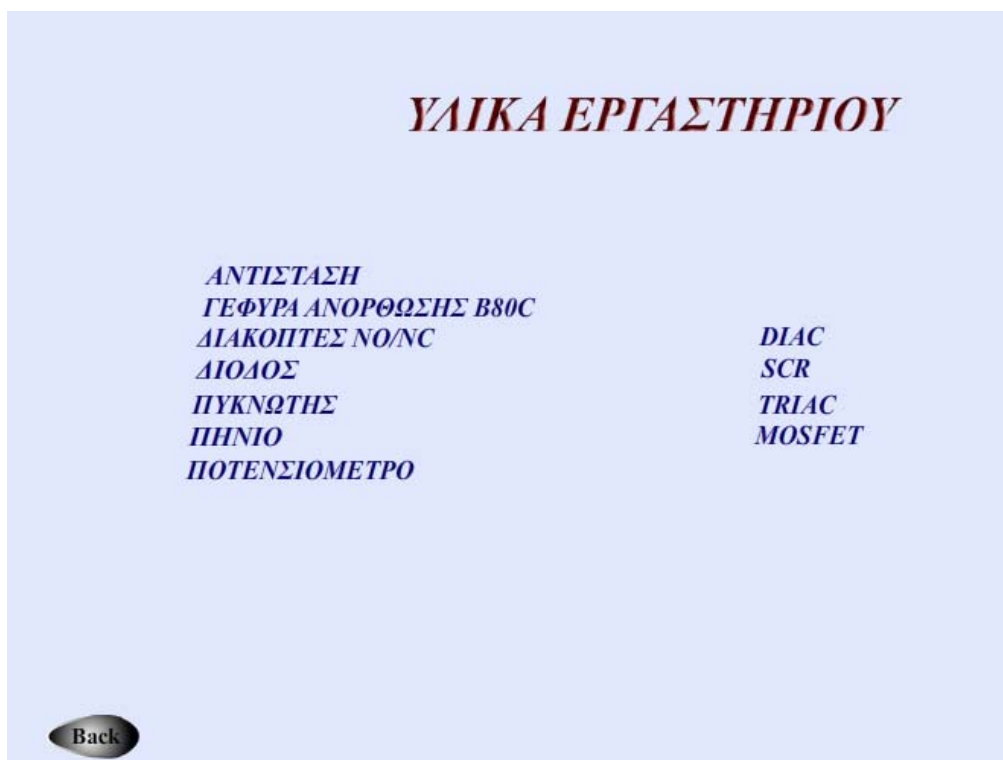 ΥΛΙΚΑ ΕΡΓΑΣΤΗΡΙΟΥ
ΑΝΤΙΣΤΑΣΗ
ΓΕΦΥΡΑ ΑΝΟΡΘΩΣΗΣ B80C
ΔΙΑΚΟΠΤΕΣ NO/NC
ΔΙΟΔΟΣ
ΠΥΚΝΩΤΗΣ
ΠΗΝΙΟ
ΠΟΤΕΝΣΙΟΜΕΤΡΟ
DIAC
SCR
TRIAC
MOSFET
Back